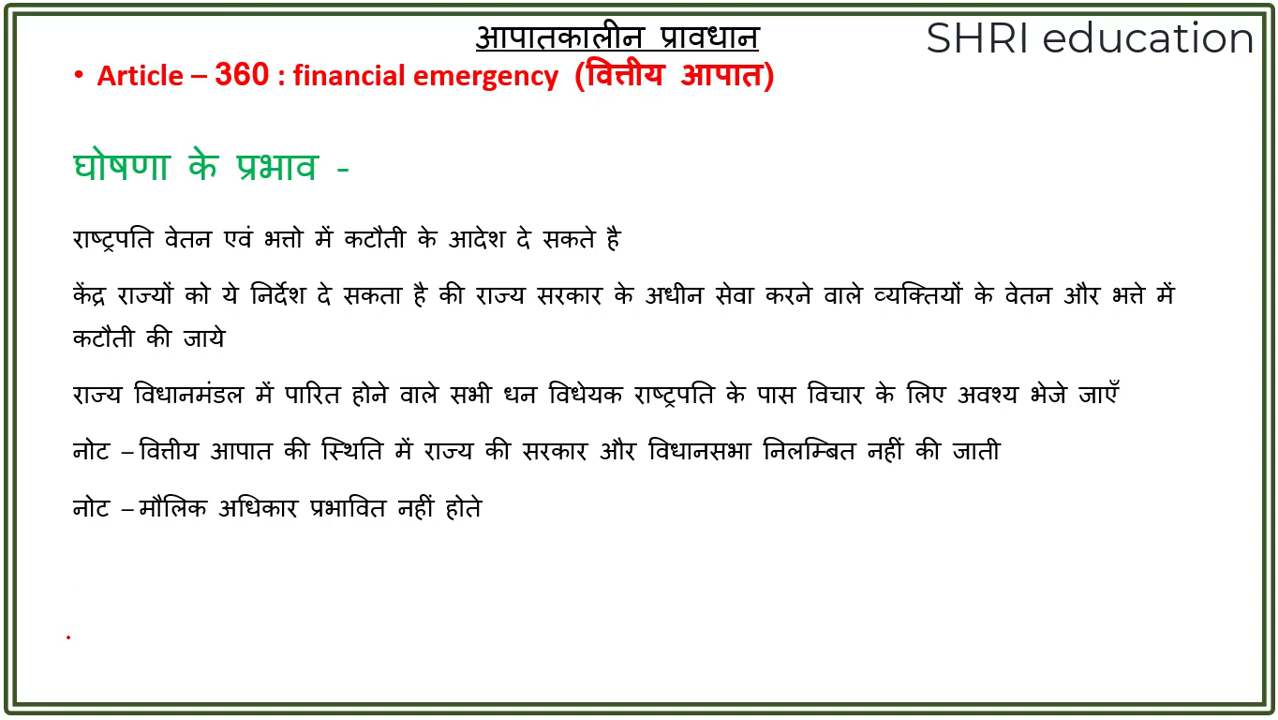 आपातकालीन प्रावधान
SHRI education
• Article – 360 : financial emergency (वित्तीय आपात)
घोषणा के प्रभाव -
राष्ट्रपति वेतन एवं भत्तो में कटौती के आदेश दे सकते है
केंद्र राज्यों को ये निर्देश दे सकता है की राज्य सरकार के अधीन सेवा करने वाले व्यक्तियों के वेतन और भत्ते में
कटौती की जाये
राज्य विधानमंडल में पारित होने वाले सभी धन विधेयक राष्ट्रपति के पास विचार के लिए अवश्य भेजे जाएँ
नोट – वित्तीय आपात की स्थिति में राज्य की सरकार और विधानसभा निलम्बित नहीं की जाती
नोट – मौलिक अधिकार प्रभावित नहीं होते